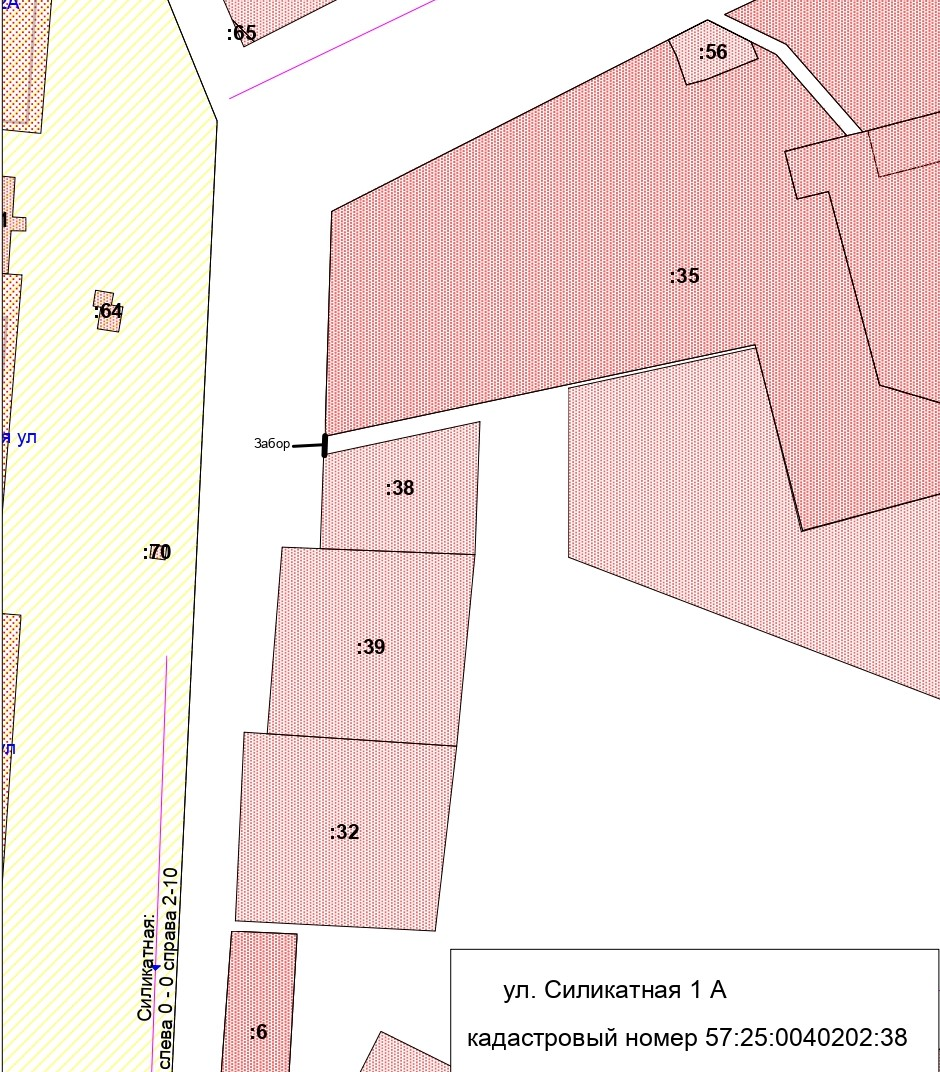 2А
:65
:56
:35
:64
я ул
Забор
:38
:70
:39
ул
:32
Силикатная:
слева 0 - 0 справа 2-10
:6
ул. Силикатная 1 А
кадастровый номер 57:25:0040202:38